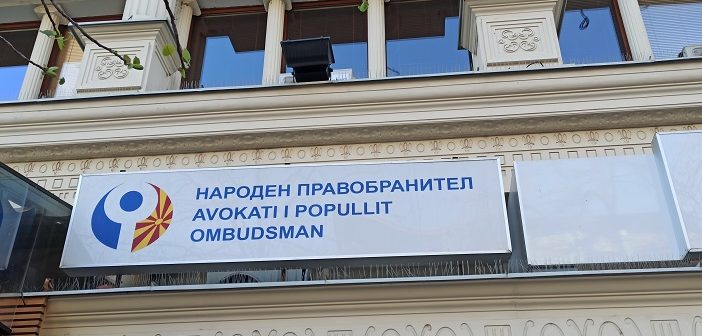 НАРОДЕН ПРАВОБРАНИТЕЛ
AVOKATI I POPULLIT
OMBUDSMAN